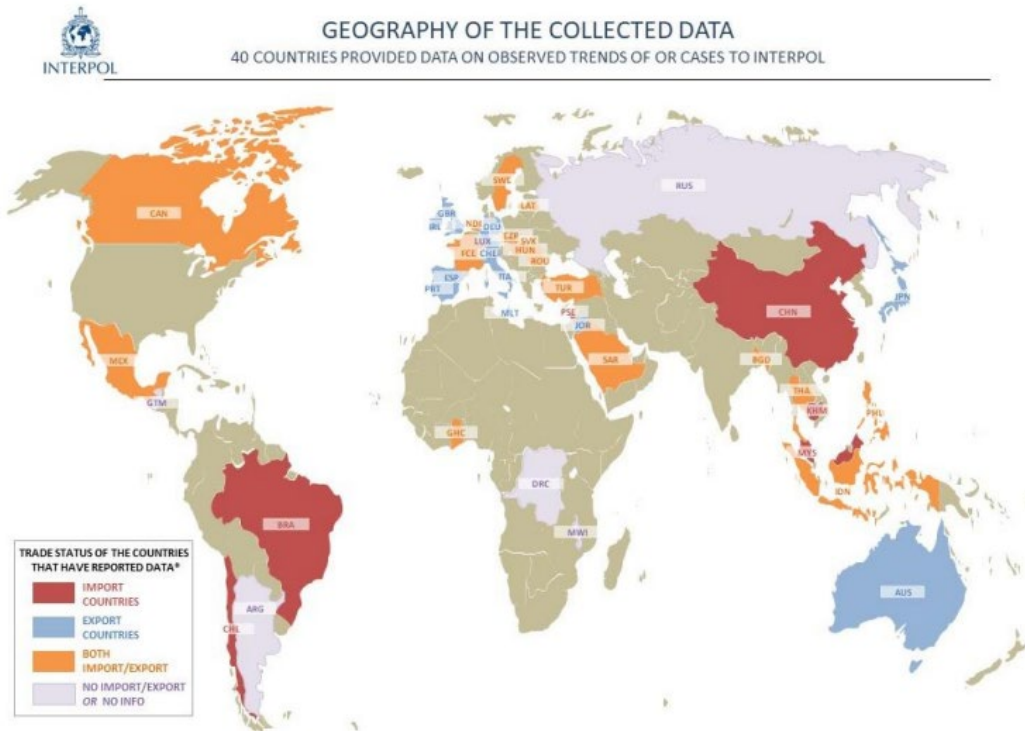 INTERPOL
GEOGRAPHY OF THE COLLECTED DATA
40 COUNTRIES PROVIDED DATA ON OBSERVED TRENDS OF OR CASES TO INTERPOL
RUS
SWE
LAT
CAN
GBR
IRL
NDL
DEU
LUX
CZE
SVK
HUN
FCE
CHE
ROU
ESP
ITA
PRT
TUR
MLT
PSE
JOR
JPN
CHN
MCX
SAR
BGD
GTM
THA
KHM
PHL
GHC
MYS
DRC
IDN
BRA
MWI
TRADE STATUS OF THE COUNTRIES
THAT HAVE REPORTED DATA*
IMPORT
COUNTRIES
EXPORT
COUNTRIES
BOTH
IMPORT/EXPORT
NO IMPORT/EXPORT
OR NO INFO
ARG
CHL
AUS